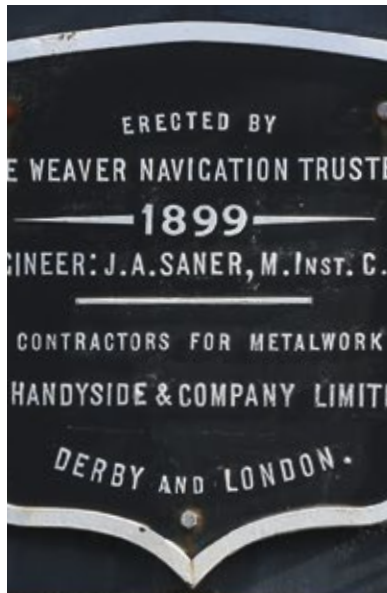 ERECTED BY
E WEAVER NAVIGATION TRUSTE
1899
GINEER: J.A.SANER, M.INST. C.
CONTRACTORS FOR METALWORK
HANDYSIDE & COMPANY LIMIT
DERBY AND LONDON.